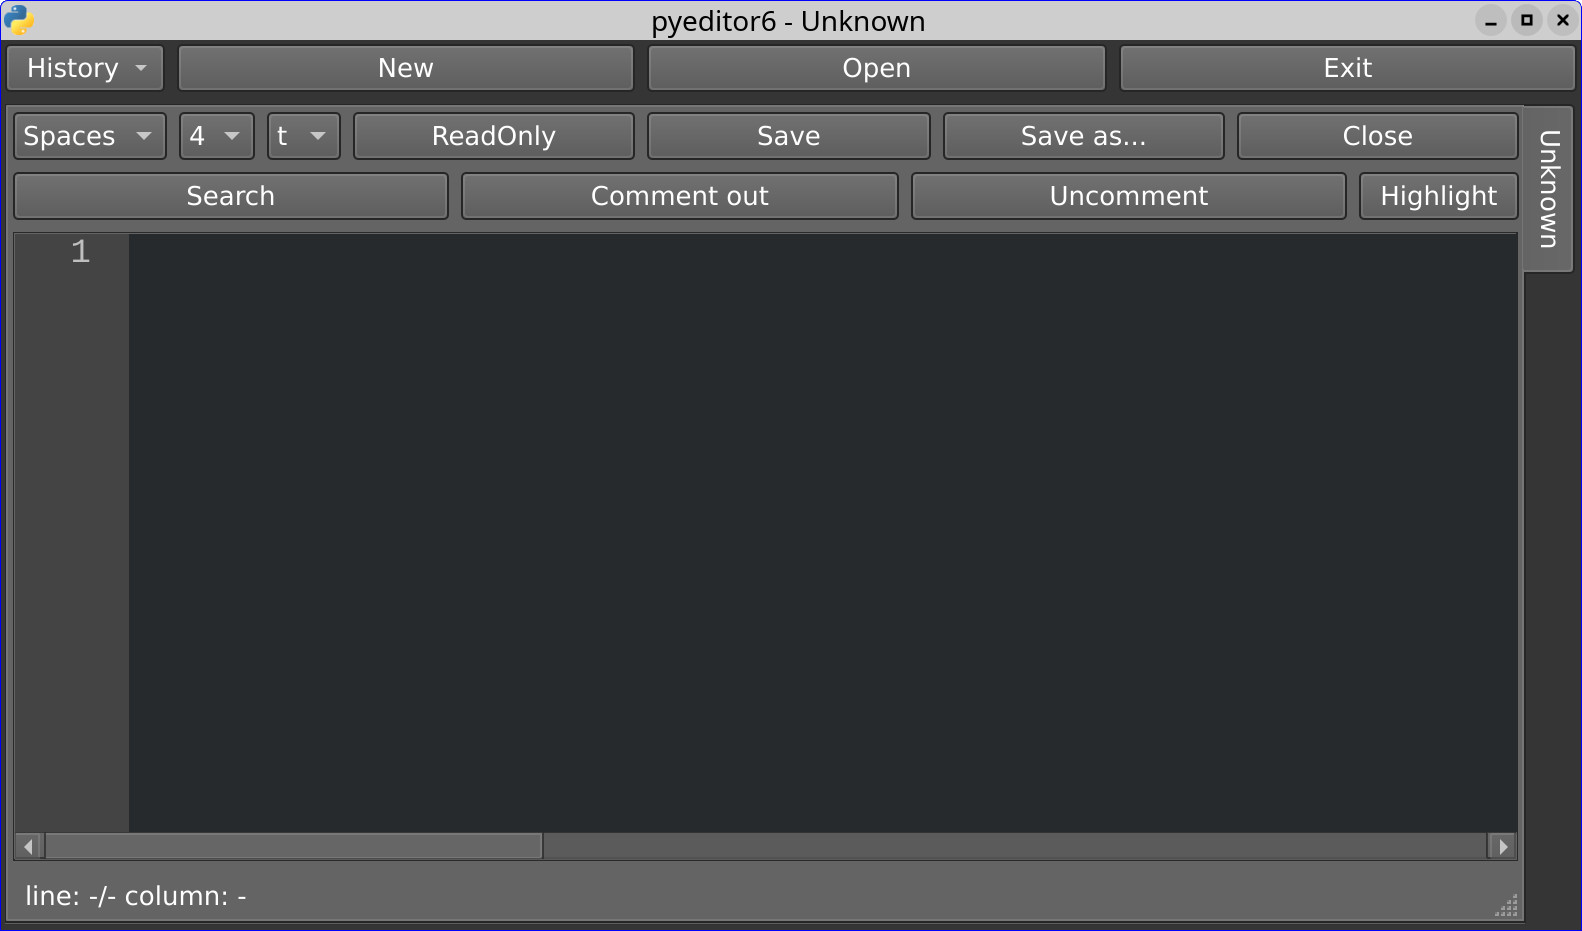 pyeditor6 - Unknown
History New Open Exit
Spaces 4 t ReadOnly Save Save as... Close
Unknown
Search Comment out Uncomment Highlight
1
line: -/- column: -